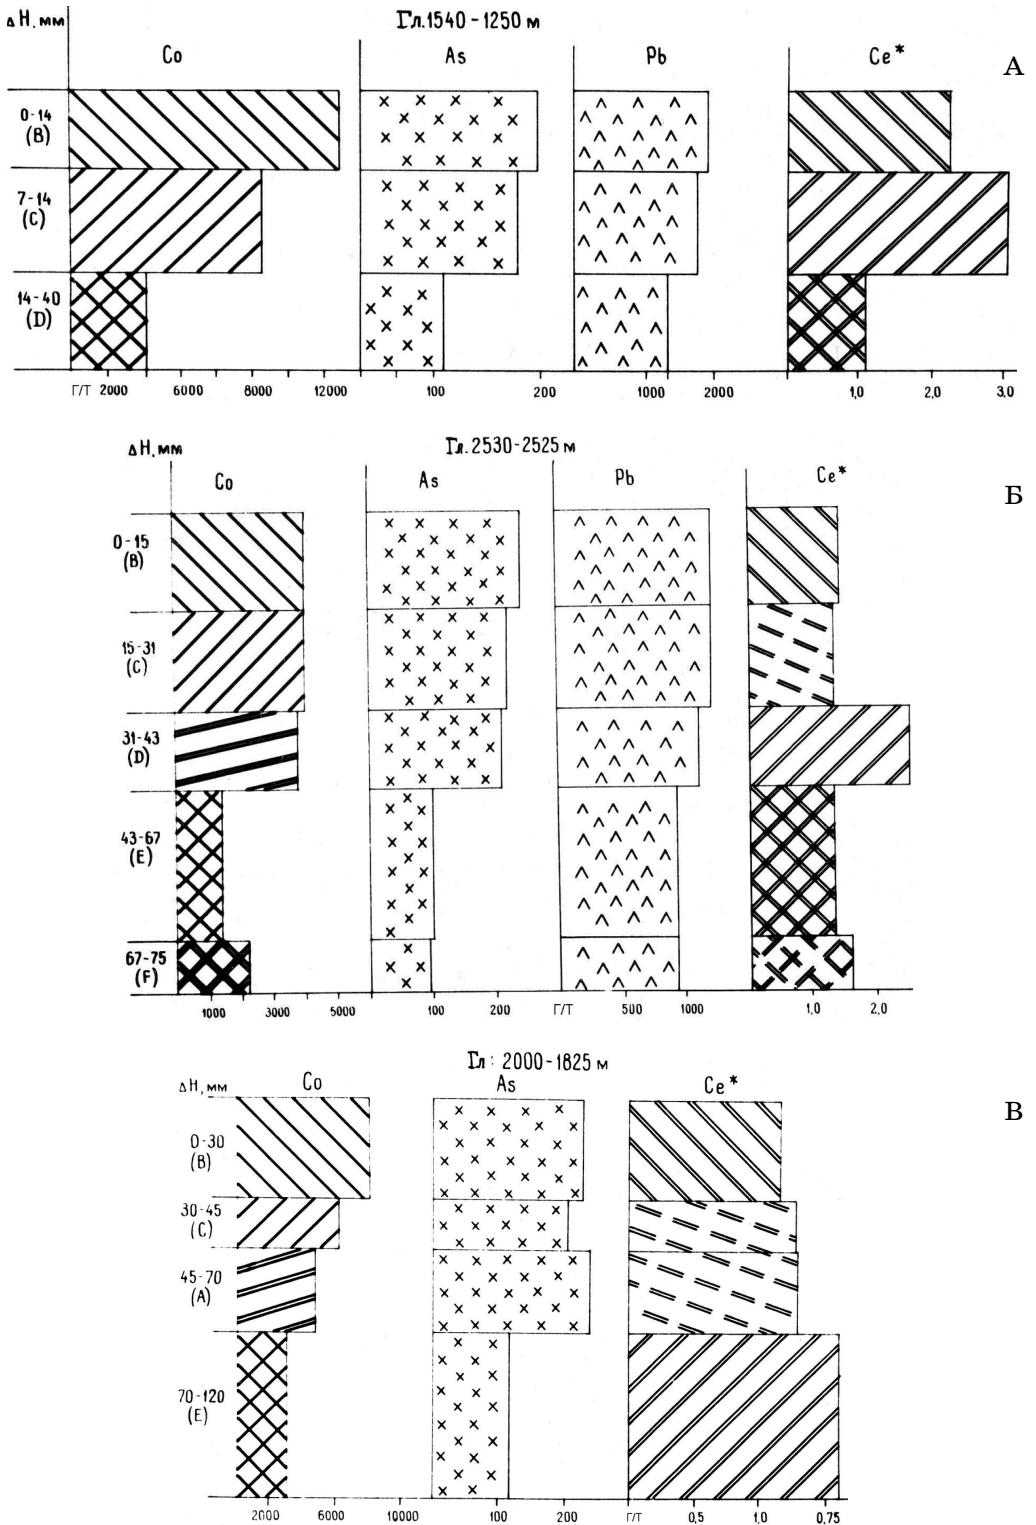 ΔH, мм Гл. 1540-1250 м
Co As Pb Ce*
А
0-14
(B)
7-14
(C)
14-40
(D)
Г/Т 2000 6000 8000 12000 100 200 1000 2000 1,0 2,0 3,0
ΔH, мм Гл. 2530-2525 м
Co As Pb Ce*
Б
0-15
(B)
15-31
(C)
31-43
(D)
43-67
(E)
67-75
(F)
1000 3000 5000 100 200 Г/Т 500 1000 1,0 2,0
Гл: 2000-1825 м
ΔH, мм Co As Ce*
В
0-30
(B)
30-45
(C)
45-70
(A)
70-120
(E)
2000 6000 10000 100 200 Г/Т 0,5 1,0 0,75